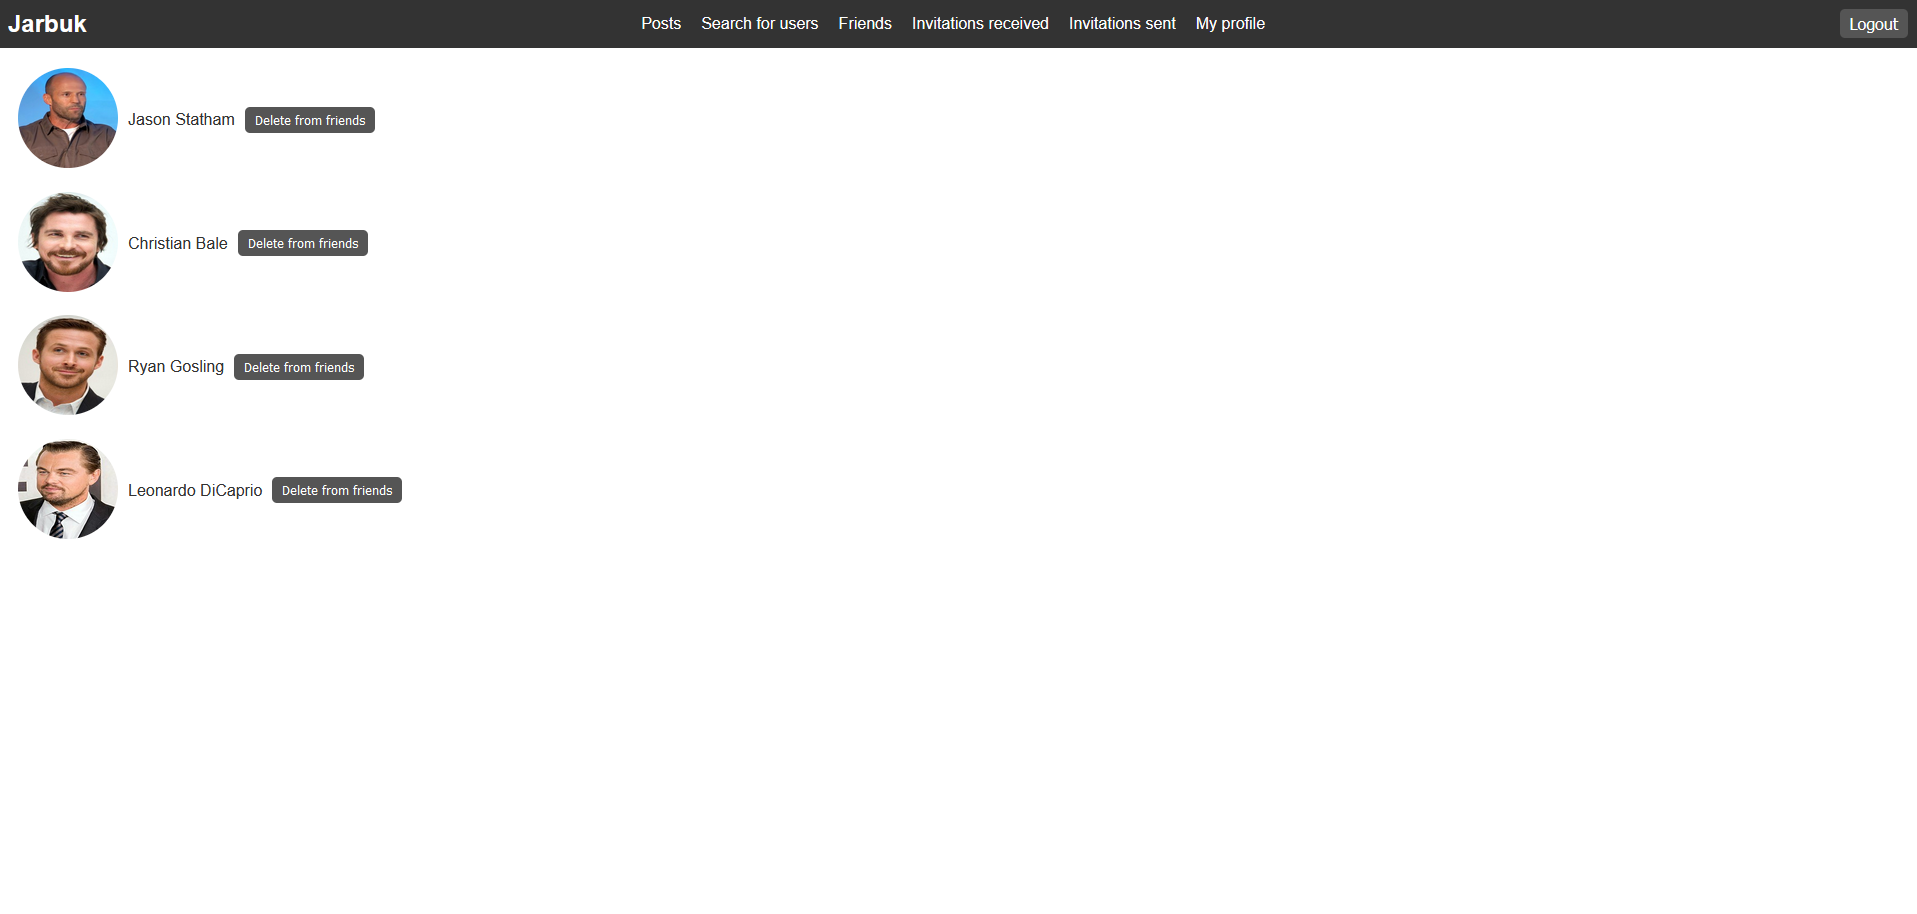 Jarbuk Posts Search for users Friends Invitations received Invitations sent My profile Logout
Jason Statham Delete from friends
Christian Bale Delete from friends
Ryan Gosling Delete from friends
Leonardo DiCaprio Delete from friends